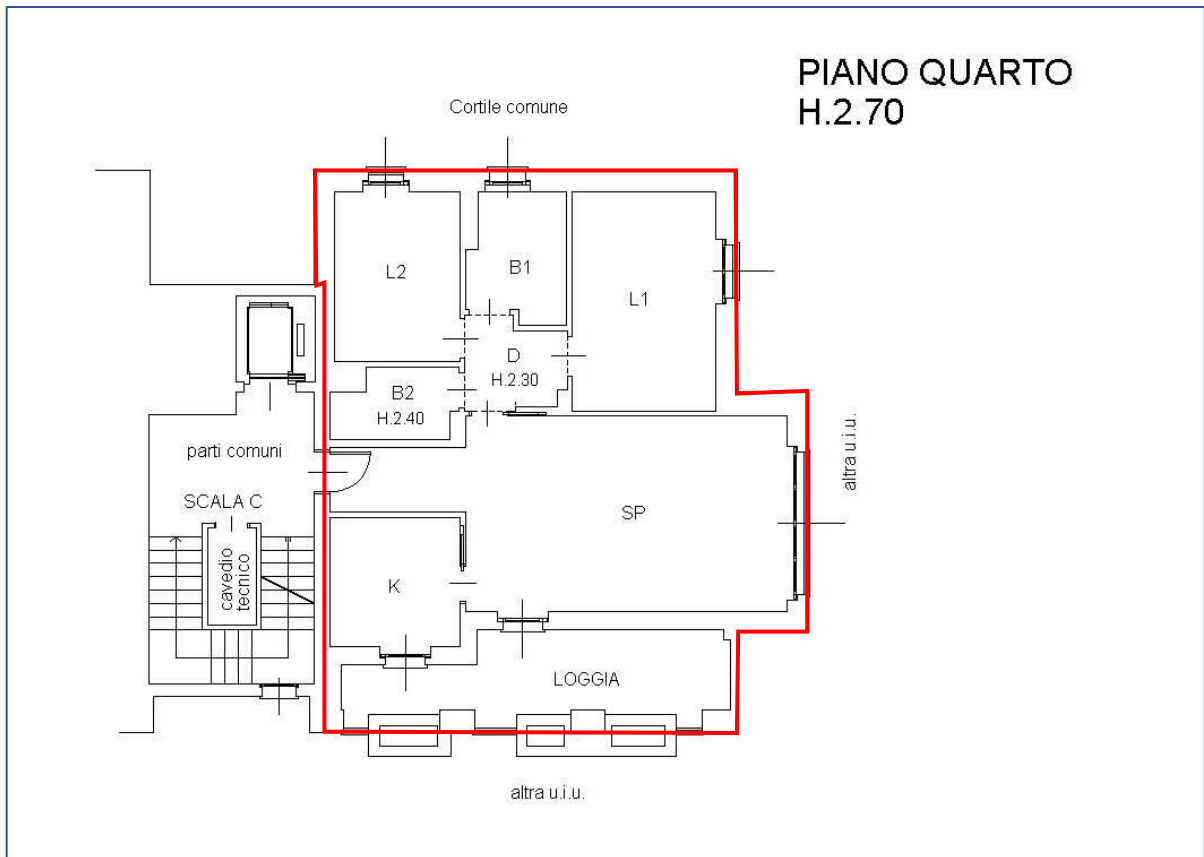 PIANO QUARTO
H.2.70
Cortile comune
L2
B1
L1
D
H.2.30
B2
H.2.40
parti comuni
SCALA C
cavedio
tecnico
altra u.i.u.
SP
K
LOGGIA
altra u.i.u.